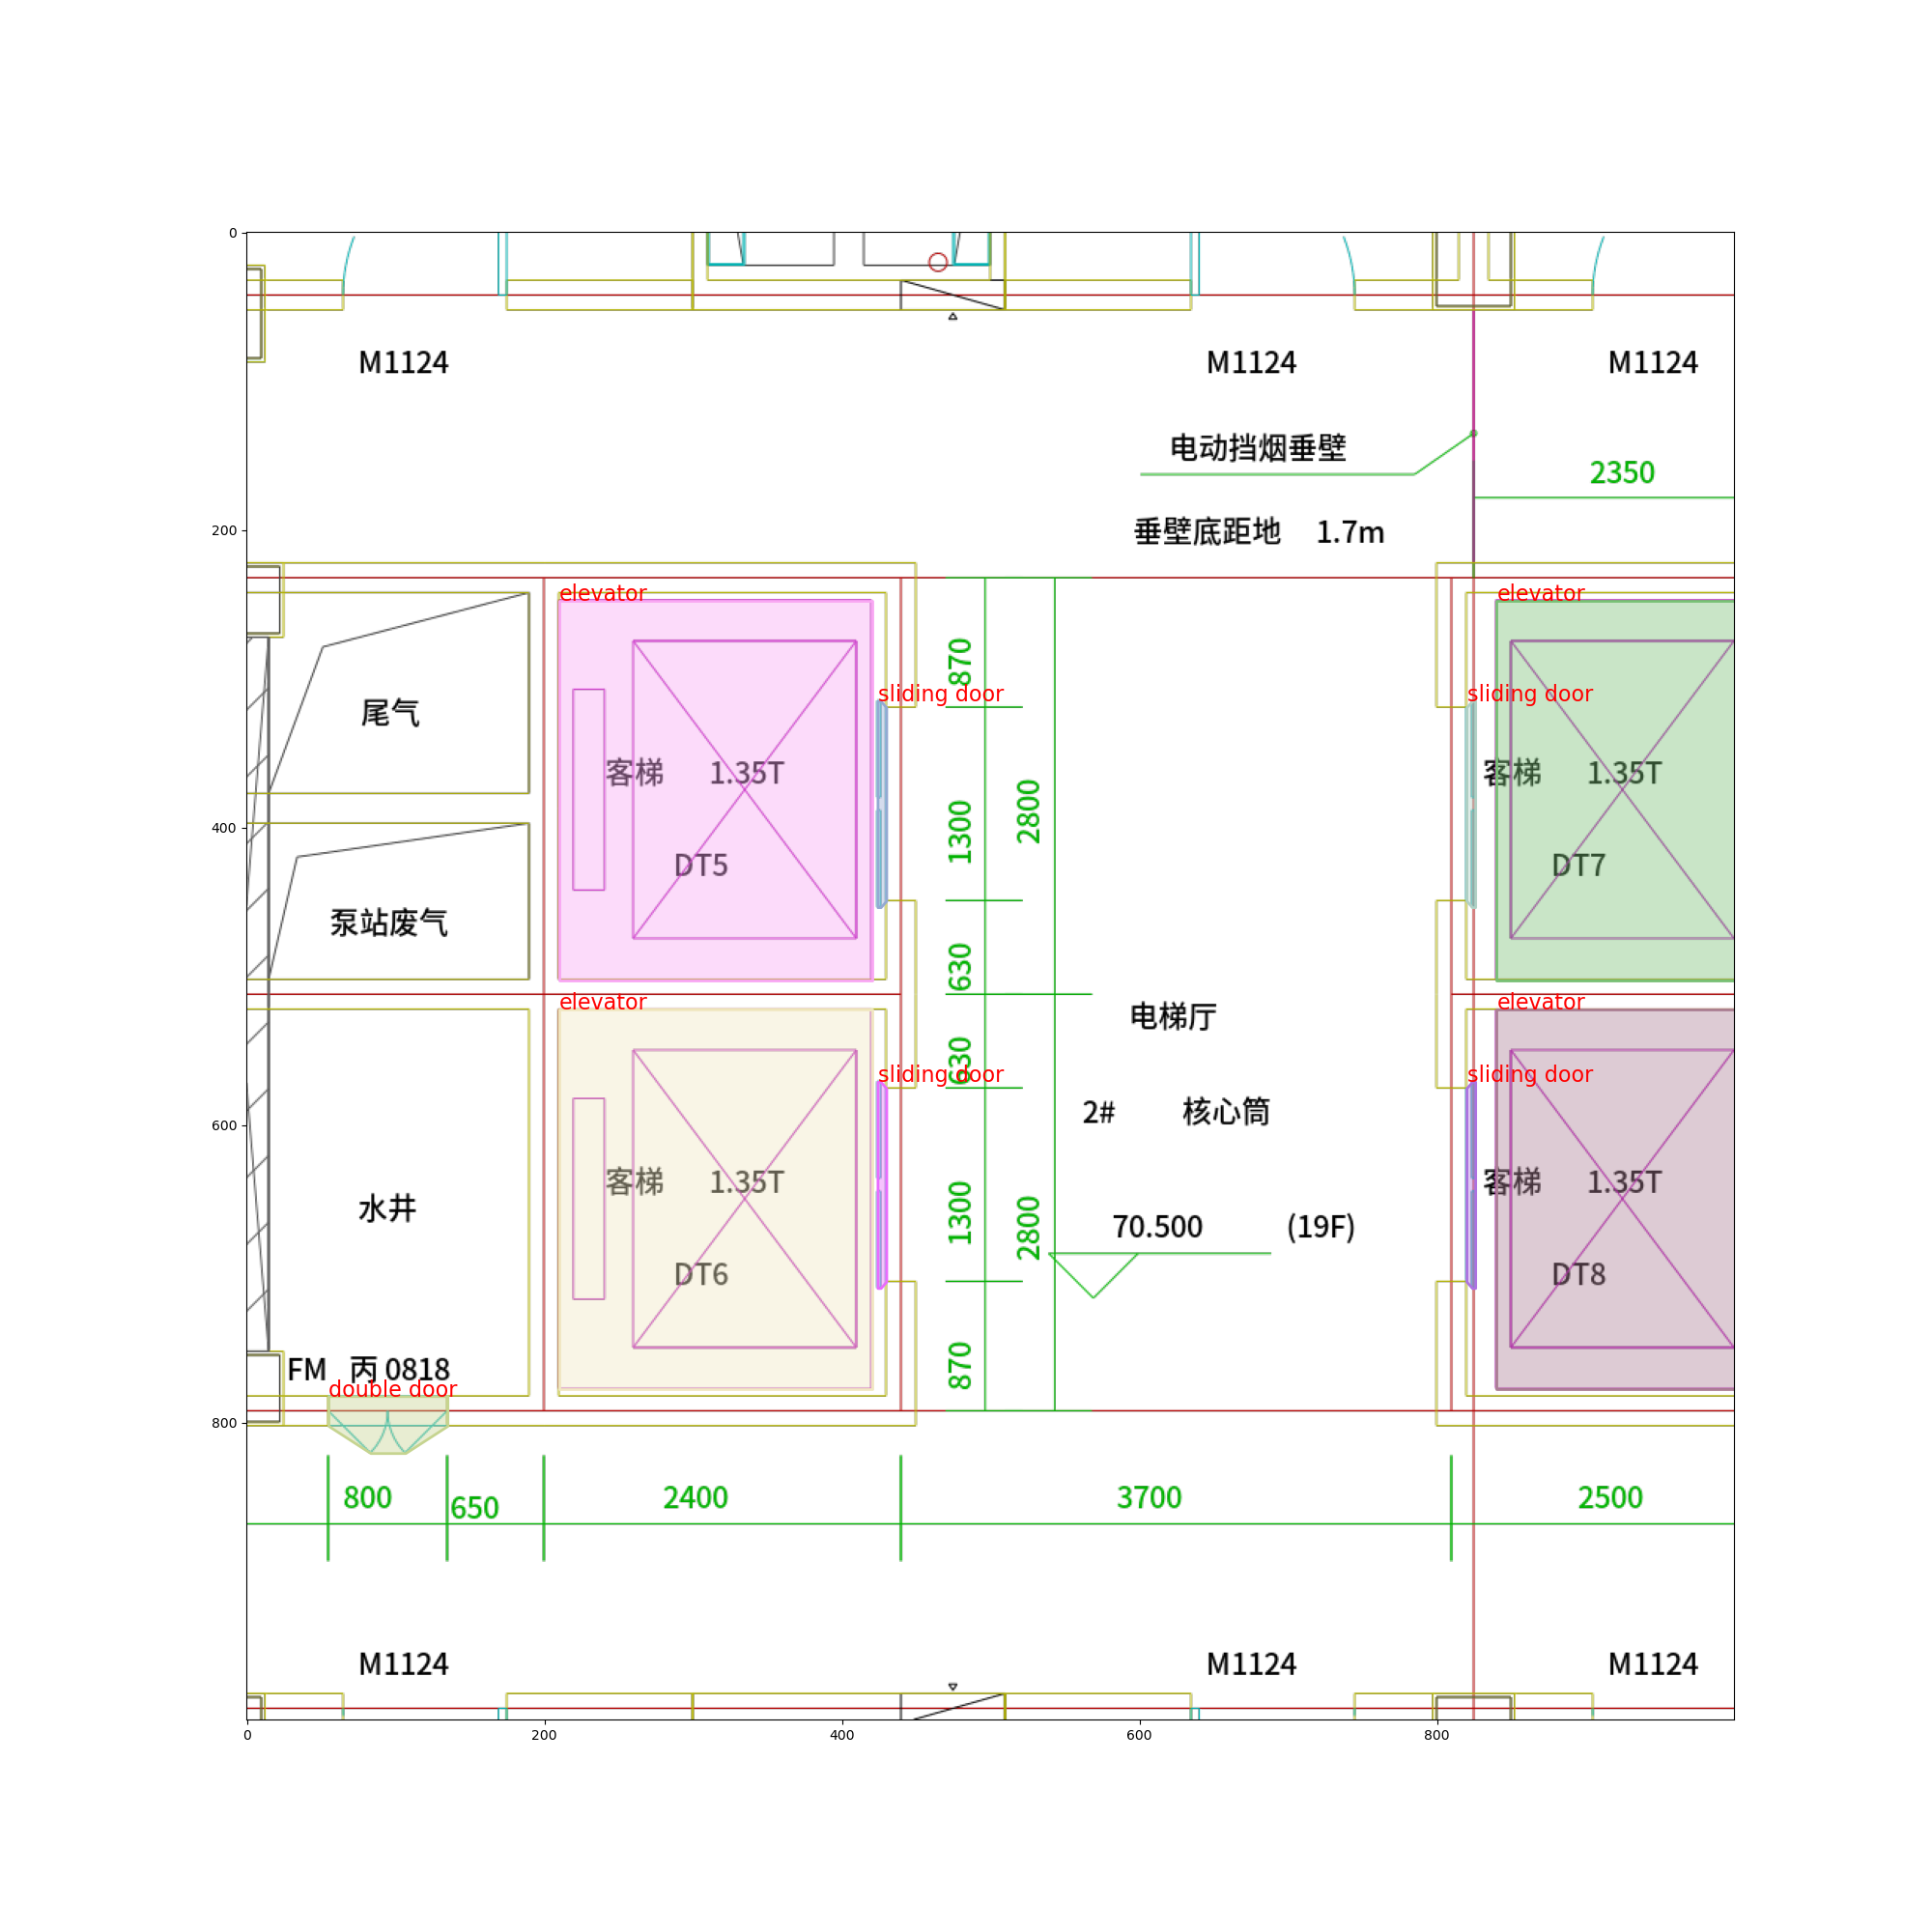 0
M1124 M1124 M1124
电动挡烟垂壁
2350
200
垂壁底距地 1.7m
elevator elevator
870
sliding door sliding door
尾气
客梯 1.35T 客梯 1.35T
2800
400
1300
DT5 DT7
泵站废气
630
elevator elevator
电梯厅
630
sliding door sliding door
2# 核心筒
600
客梯 1.35T 客梯 1.35T
水井
1300
2800
70.500 (19F)
DT6 DT8
870
FM 丙 0818
double door
800
800 650 2400 3700 2500
M1124 M1124 M1124
0 200 400 600 800